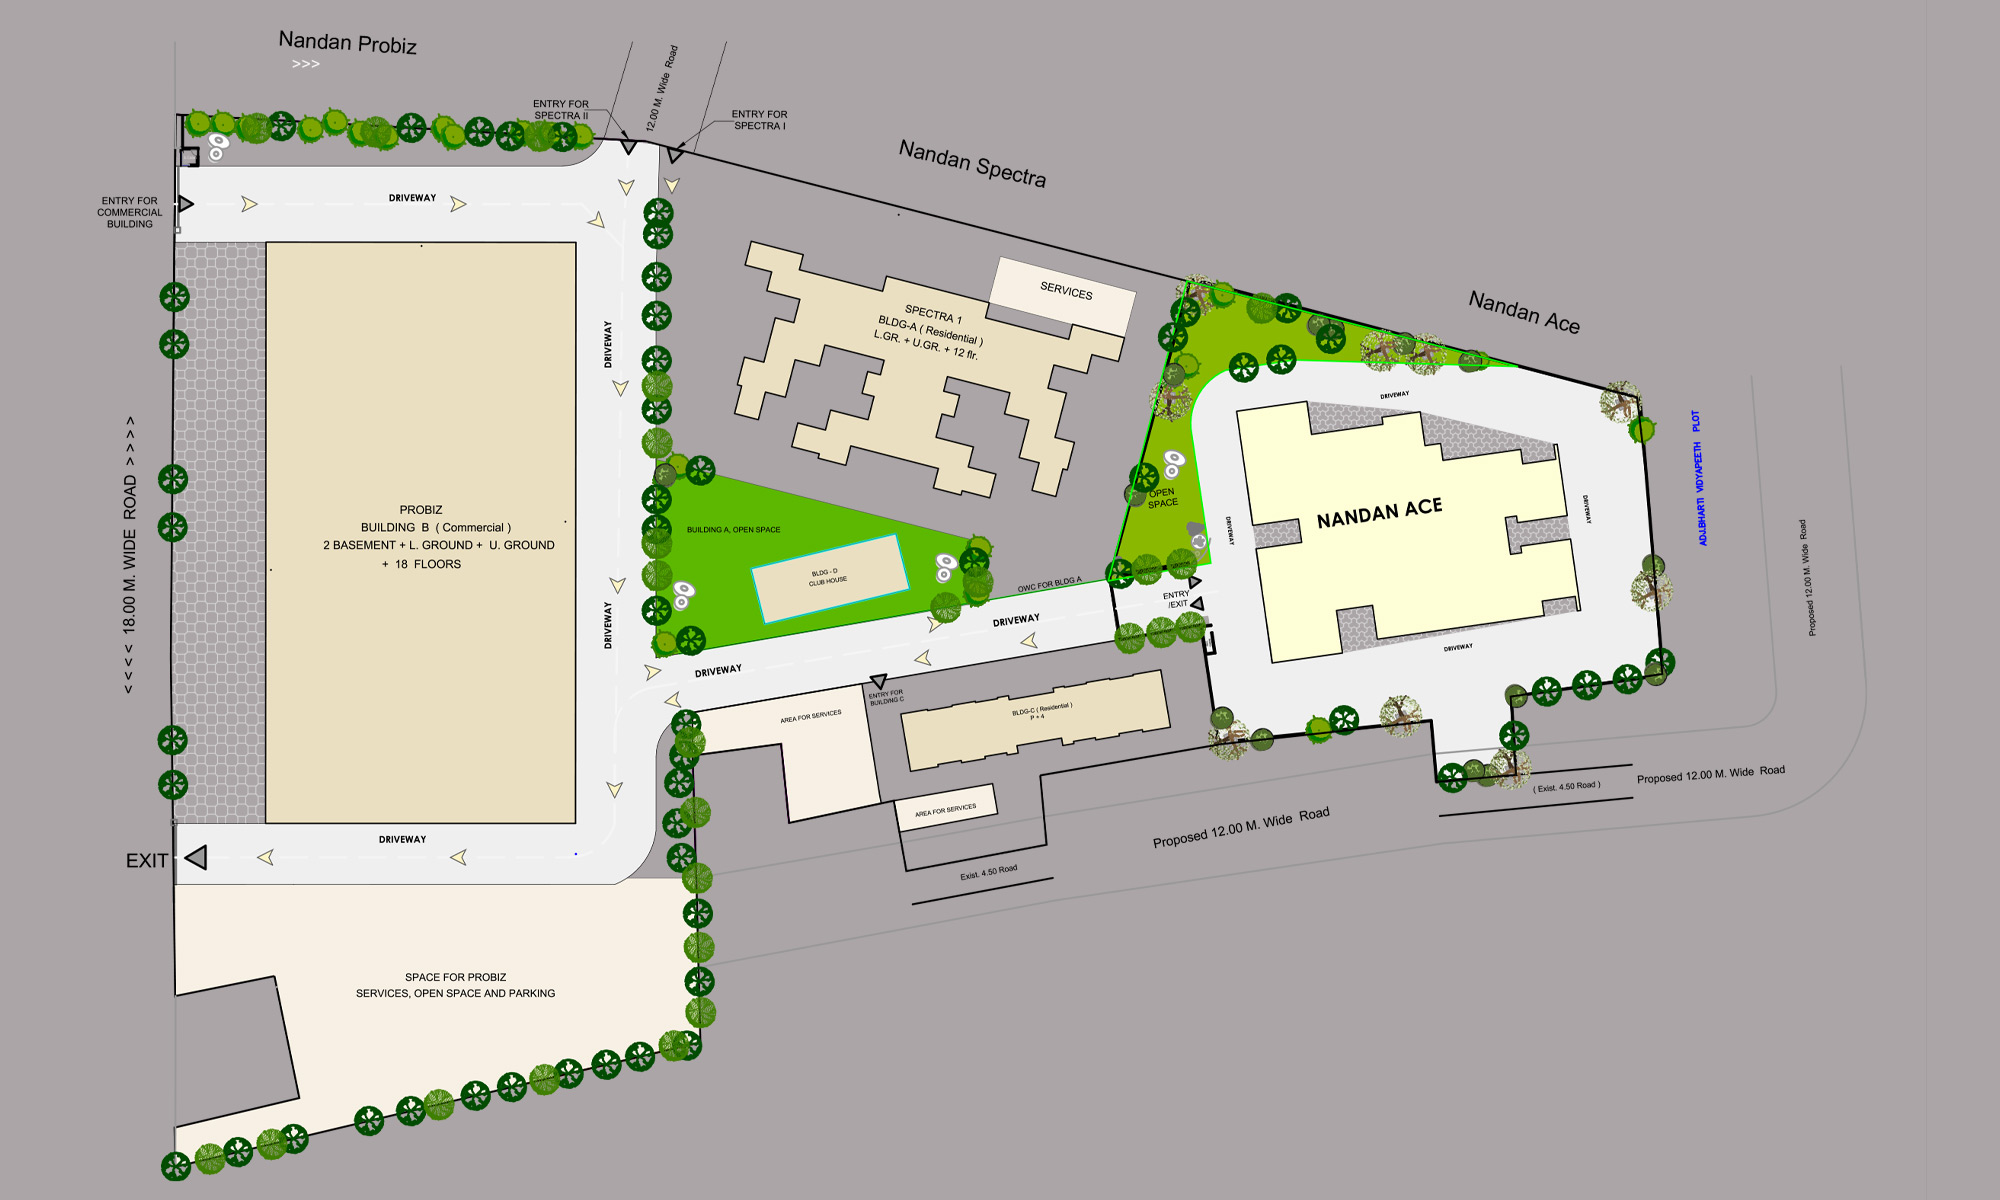 Nandan Probiz
>>>
12.00 M. Wide Road
ENTRY FOR
SPECTRA II
ENTRY FOR
SPECTRA I
Nandan Spectra
DRIVEWAY
ENTRY FOR
COMMERCIAL
BUILDING
SERVICES
SPECTRA 1
BLDG-A ( Residential )
L.GR. + U.GR. + 12 flr.
Nandan Ace
DRIVEWAY
DRIVEWAY
< < < < 18.00 M. WIDE ROAD > > > >
PROBIZ
BUILDING B ( Commercial )
2 BASEMENT + L. GROUND + U. GROUND
+ 18 FLOORS
BUILDING A, OPEN SPACE
BLDG - D
CLUB HOUSE
OPEN
SPACE
NANDAN ACE
DRIVEWAY
DRIVEWAY
ADJ.BHARTI VIDYAPEETH PLOT
Proposed 12.00 M. Wide Road
OWC FOR BLDG A
ENTRY
/EXIT
DRIVEWAY
DRIVEWAY
DRIVEWAY
DRIVEWAY
ENTRY FOR
BUILDING C
AREA FOR SERVICES
BLDG-C ( Residential )
P + 4
AREA FOR SERVICES
Proposed 12.00 M. Wide Road
( Exist. 4.50 Road )
Proposed 12.00 M. Wide Road
Exist. 4.50 Road
DRIVEWAY
EXIT
SPACE FOR PROBIZ
SERVICES, OPEN SPACE AND PARKING